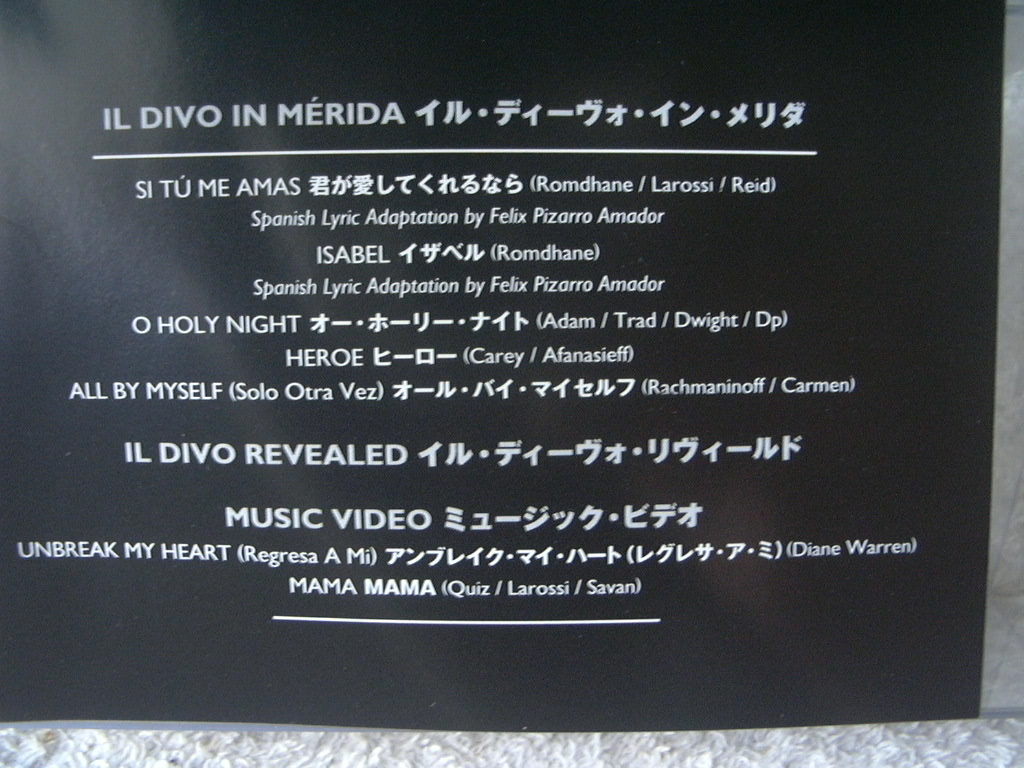 IL DIVO IN MÉRIDA イル・ディーヴォ・イン・メリダ
SI TÚ ME AMAS 君が愛してくれるなら (Romdhane / Larossi / Reid)
Spanish Lyric Adaptation by Felix Pizarro Amador
ISABEL イザベル (Romdhane)
Spanish Lyric Adaptation by Felix Pizarro Amador
O HOLY NIGHT オー・ホーリー・ナイト (Adam / Trad / Dwight / Dp)
HEROE ヒーロー (Carey / Afanasieff)
ALL BY MYSELF (Solo Otra Vez) オール・バイ・マイセルフ (Rachmaninoff / Carmen)
IL DIVO REVEALED イル・ディーヴォ・リヴィールド
MUSIC VIDEO ミュージック・ビデオ
UNBREAK MY HEART (Regresa A Mi) アンブレイク・マイ・ハート (レグレサ・ア・ミ) (Diane Warren)
MAMA MAMA (Quiz / Larossi / Savan)